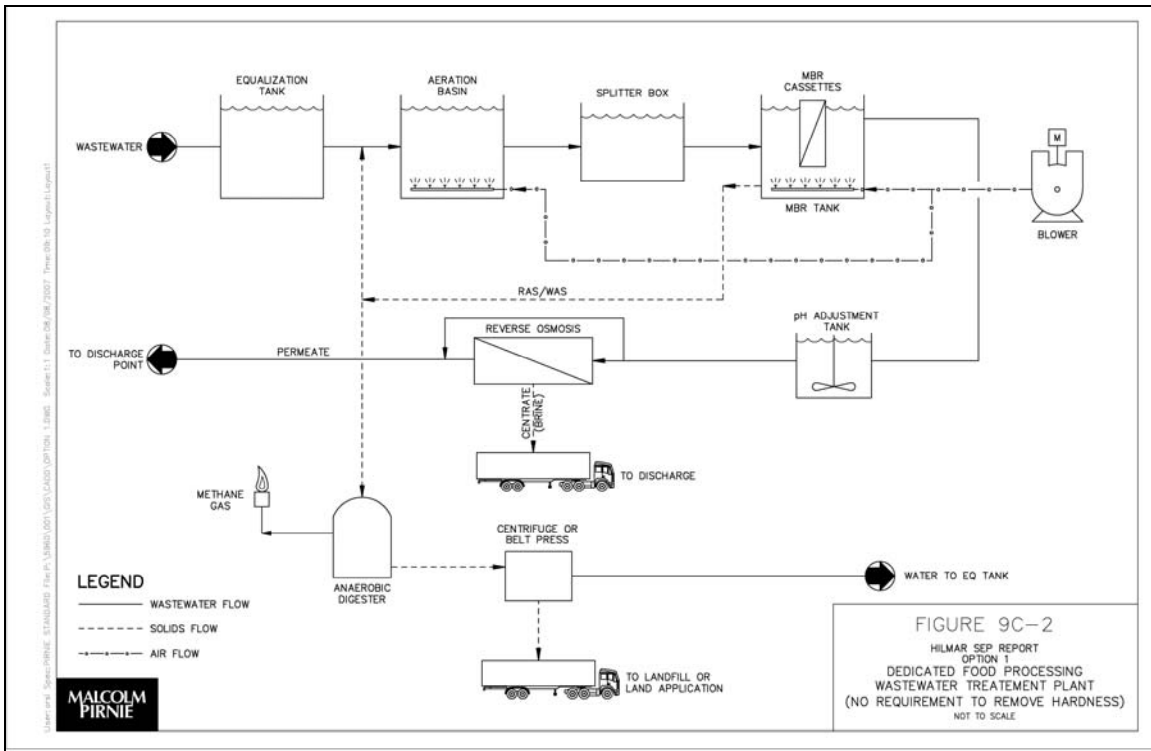 EQUALIZATION
TANK
AERATION
BASIN
SPLITTER BOX
MBR
CASSETTES
WASTEWATER
M
MBR TANK
BLOWER
RAS/WAS
pH ADJUSTMENT
TANK
REVERSE OSMOSIS
TO DISCHARGE
POINT
PERMEATE
CENTRATE
(BRINE)
TO DISCHARGE
METHANE
GAS
CENTRIFUGE OR
BELT PRESS
ANAEROBIC
DIGESTER
WATER TO EQ TANK
TO LANDFILL OR
LAND APPLICATION
LEGEND
WASTEWATER FLOW
SOLIDS FLOW
AIR FLOW
MALCOLM
PIRNIE
FIGURE 9C-2
HILMAR SEP REPORT
OPTION 1
DEDICATED FOOD PROCESSING
WASTEWATER TREATEMENT PLANT
(NO REQUIREMENT TO REMOVE HARDNESS)
NOT TO SCALE